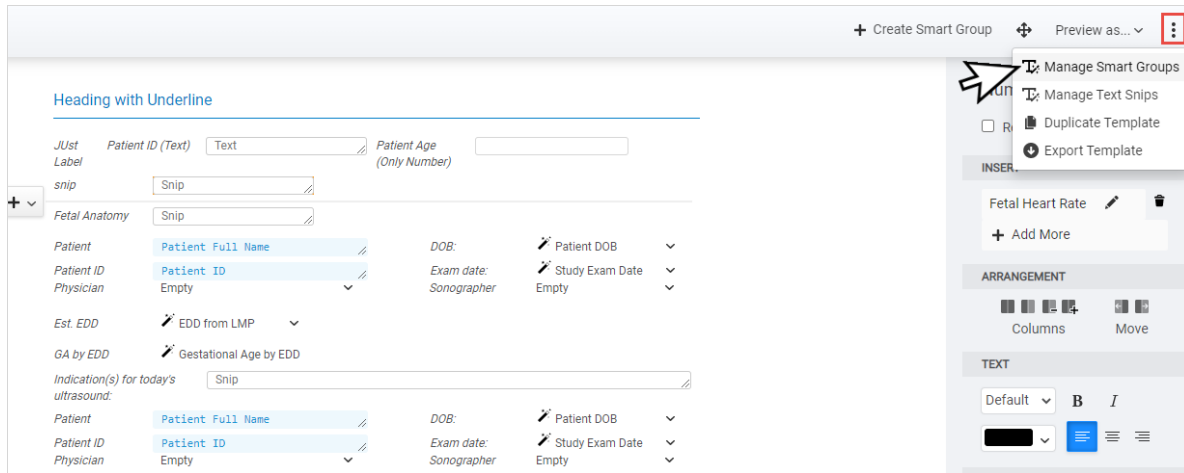 Create Smart Group Preview as...
Manage Smart Groups
Manage Text Snips
Duplicate Template
Export Template
Heading with Underline
JUst Label Patient ID (Text) Text Patient Age (Only Number)
snip Snip
Fetal Anatomy Snip
Patient Patient Full Name DOB: Patient DOB
Patient ID Patient ID Exam date: Study Exam Date
Physician Empty Sonographer Empty
Est. EDD EDD from LMP
GA by EDD Gestational Age by EDD
Indication(s) for today's ultrasound: Snip
Patient Patient Full Name DOB: Patient DOB
Patient ID Patient ID Exam date: Study Exam Date
Physician Empty Sonographer Empty
INSERT
Fetal Heart Rate
Add More
ARRANGEMENT
Columns Move
TEXT
Default B I